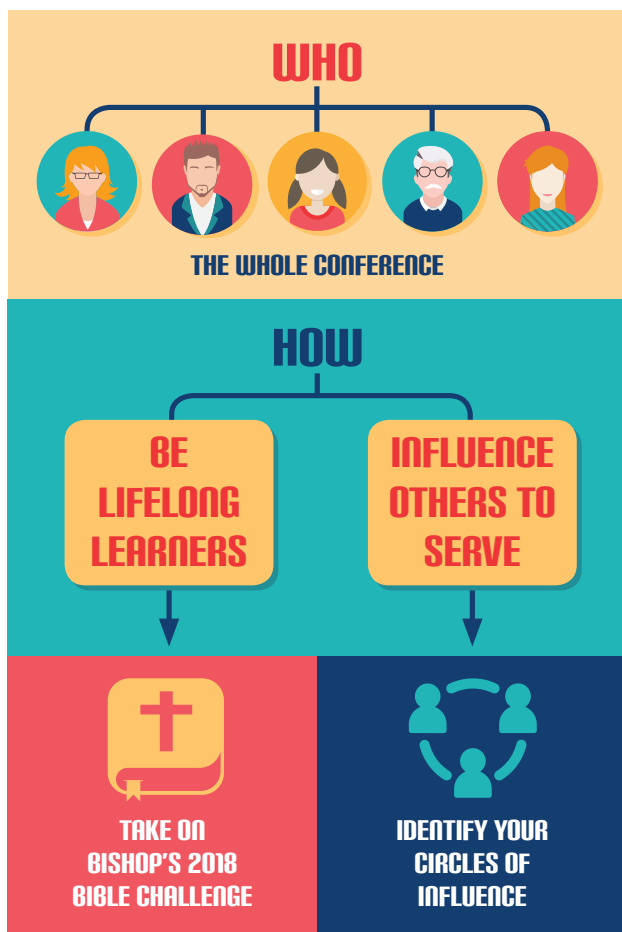 WHO
THE WHOLE CONFERENCE
HOW
BE
LIFELONG
LEARNERS
INFLUENCE
OTHERS TO
SERVE
TAKE ON
BISHOP'S 2018
BIBLE CHALLENGE
IDENTIFY YOUR
CIRCLES OF
INFLUENCE